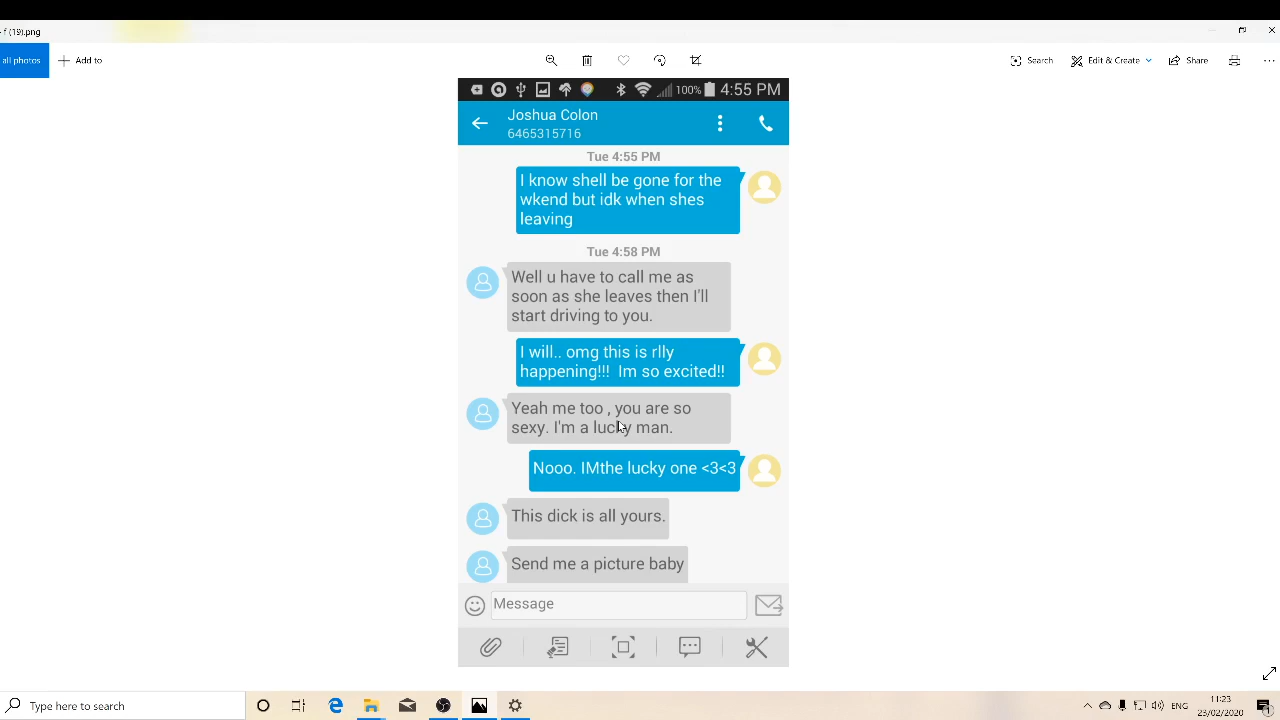 f (19).png
all photos
Add to
Search
Edit & Create
Share
100% 4:55 PM
Joshua Colon
6465315716
Tue 4:55 PM
I know shell be gone for the
wkend but idk when shes
leaving
Tue 4:58 PM
Well u have to call me as
soon as she leaves then I'll
start driving to you.
I will.. omg this is rlly
happening!!!  Im so excited!!
Yeah me too , you are so
sexy. I'm a lucky man.
Nooo. IMthe lucky one <3<3
This dick is all yours.
Send me a picture baby
Message
Type here to search
11:23
23/02/2020